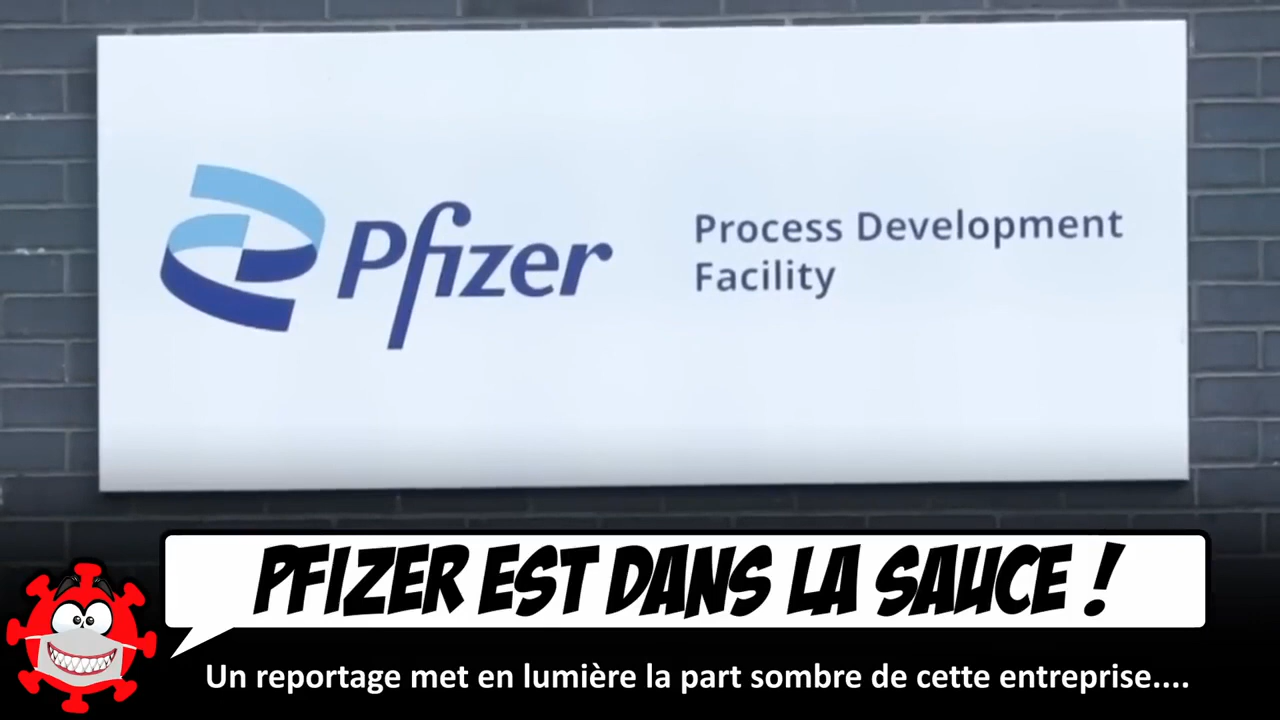 Pfizer
Process Development
Facility
PFIZER EST DANS LA SAUCE !
Un reportage met en lumière la part sombre de cette entreprise....